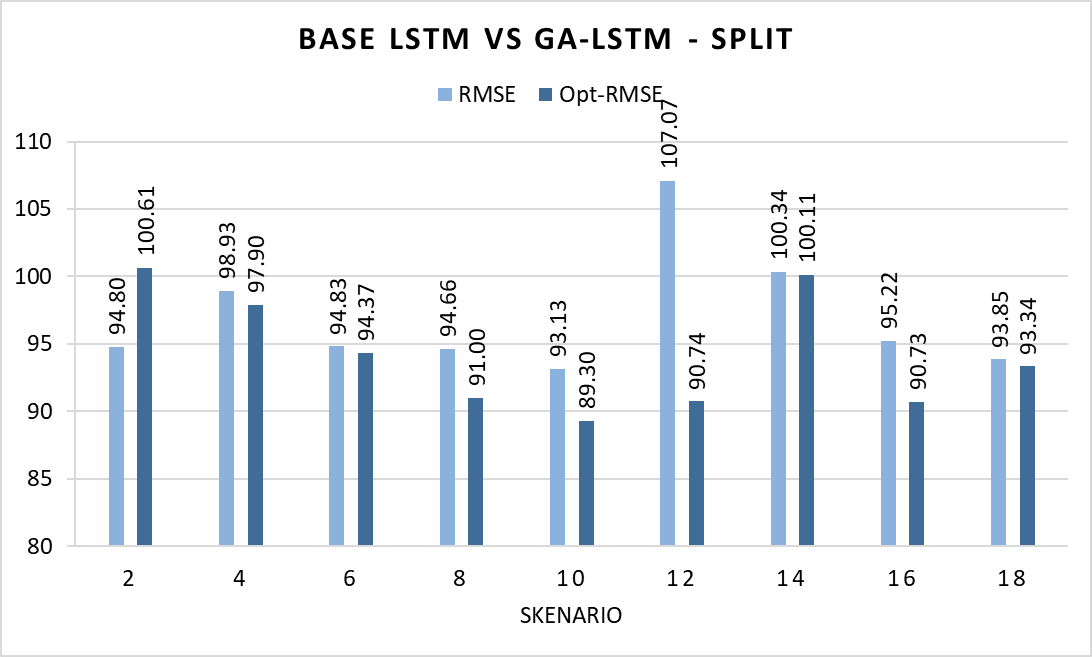 BASE LSTM VS GA-LSTM - SPLIT
RMSE Opt-RMSE
110
105
100
95
90
85
80
94.80 100.61 98.93 97.90 94.83 94.37 94.66 91.00 93.13 89.30 107.07 90.74 100.34 100.11 95.22 90.73 93.85 93.34
2 4 6 8 10 12 14 16 18
SKENARIO